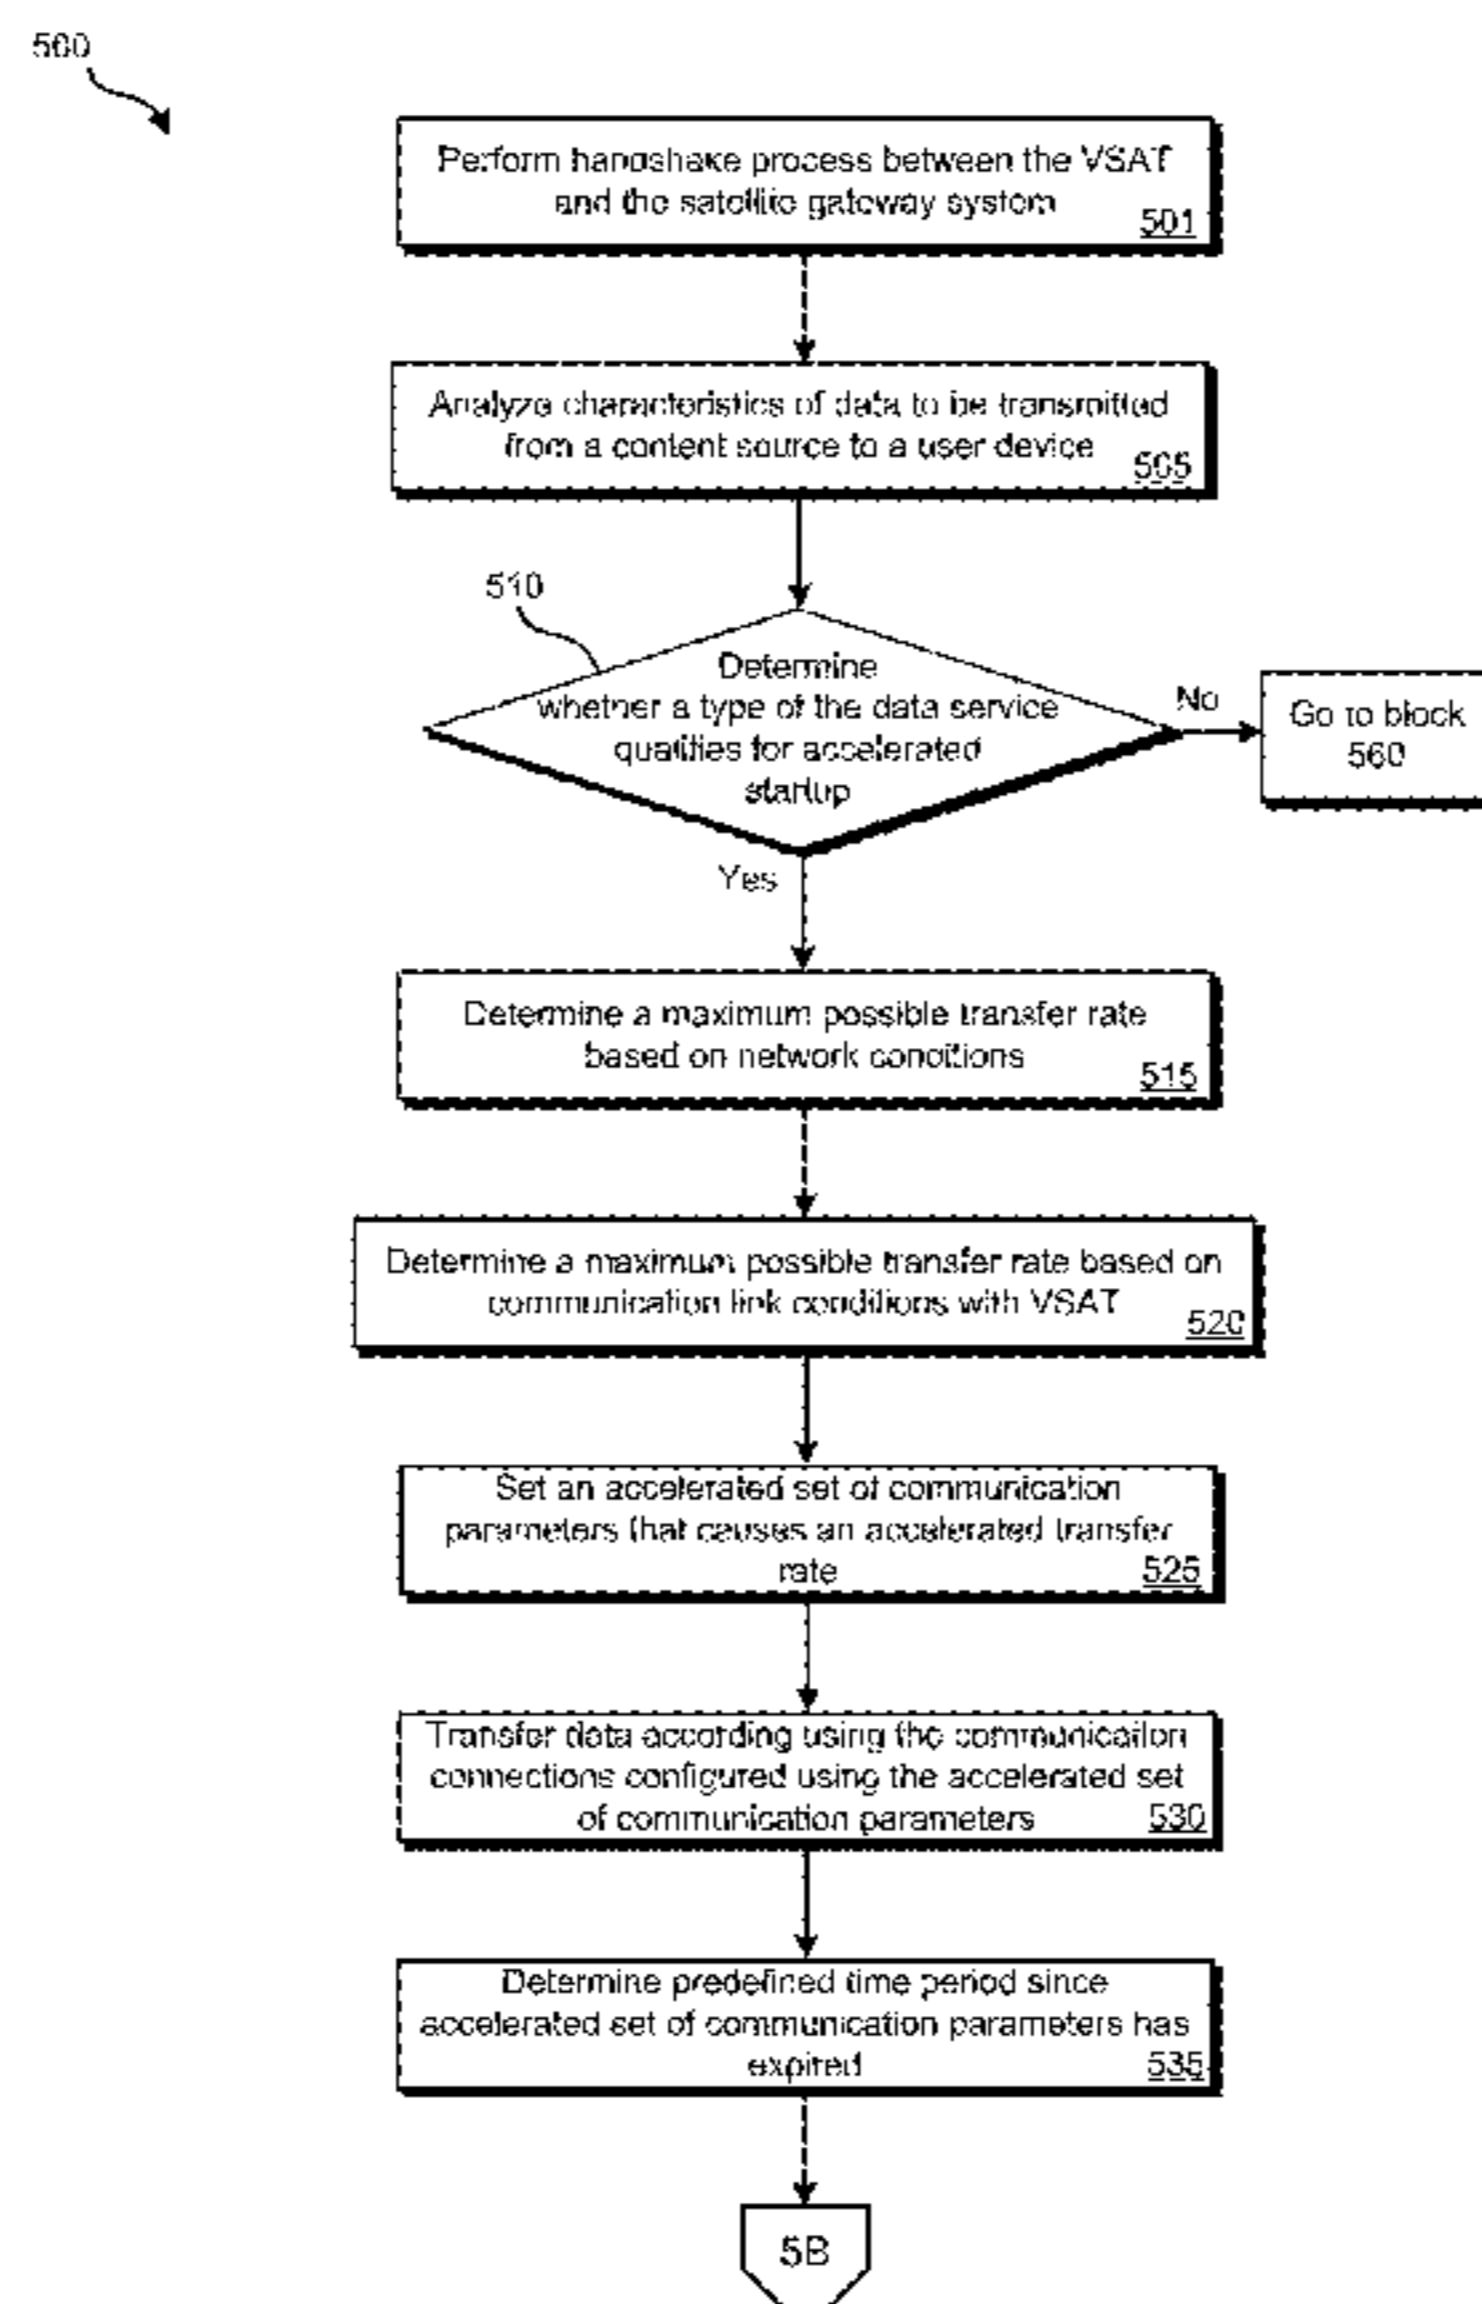 500
Perform handshake process between the VSAT
and the satellite gateway system
501
Analyze characteristics of data to be transmitted
from a content source to a user device
505
510
Determine
whether a type of the data service
qualifies for accelerated
startup
No
Go to block
560
Yes
Determine a maximum possible transfer rate
based on network conditions
515
Determine a maximum possible transfer rate based on
communication link conditions with VSAT
520
Set an accelerated set of communication
parameters that causes an accelerated transfer
rate
525
Transfer data according using the communication
connections configured using the accelerated set
of communication parameters
530
Determine predefined time period since
accelerated set of communication parameters has
expired
535
5B